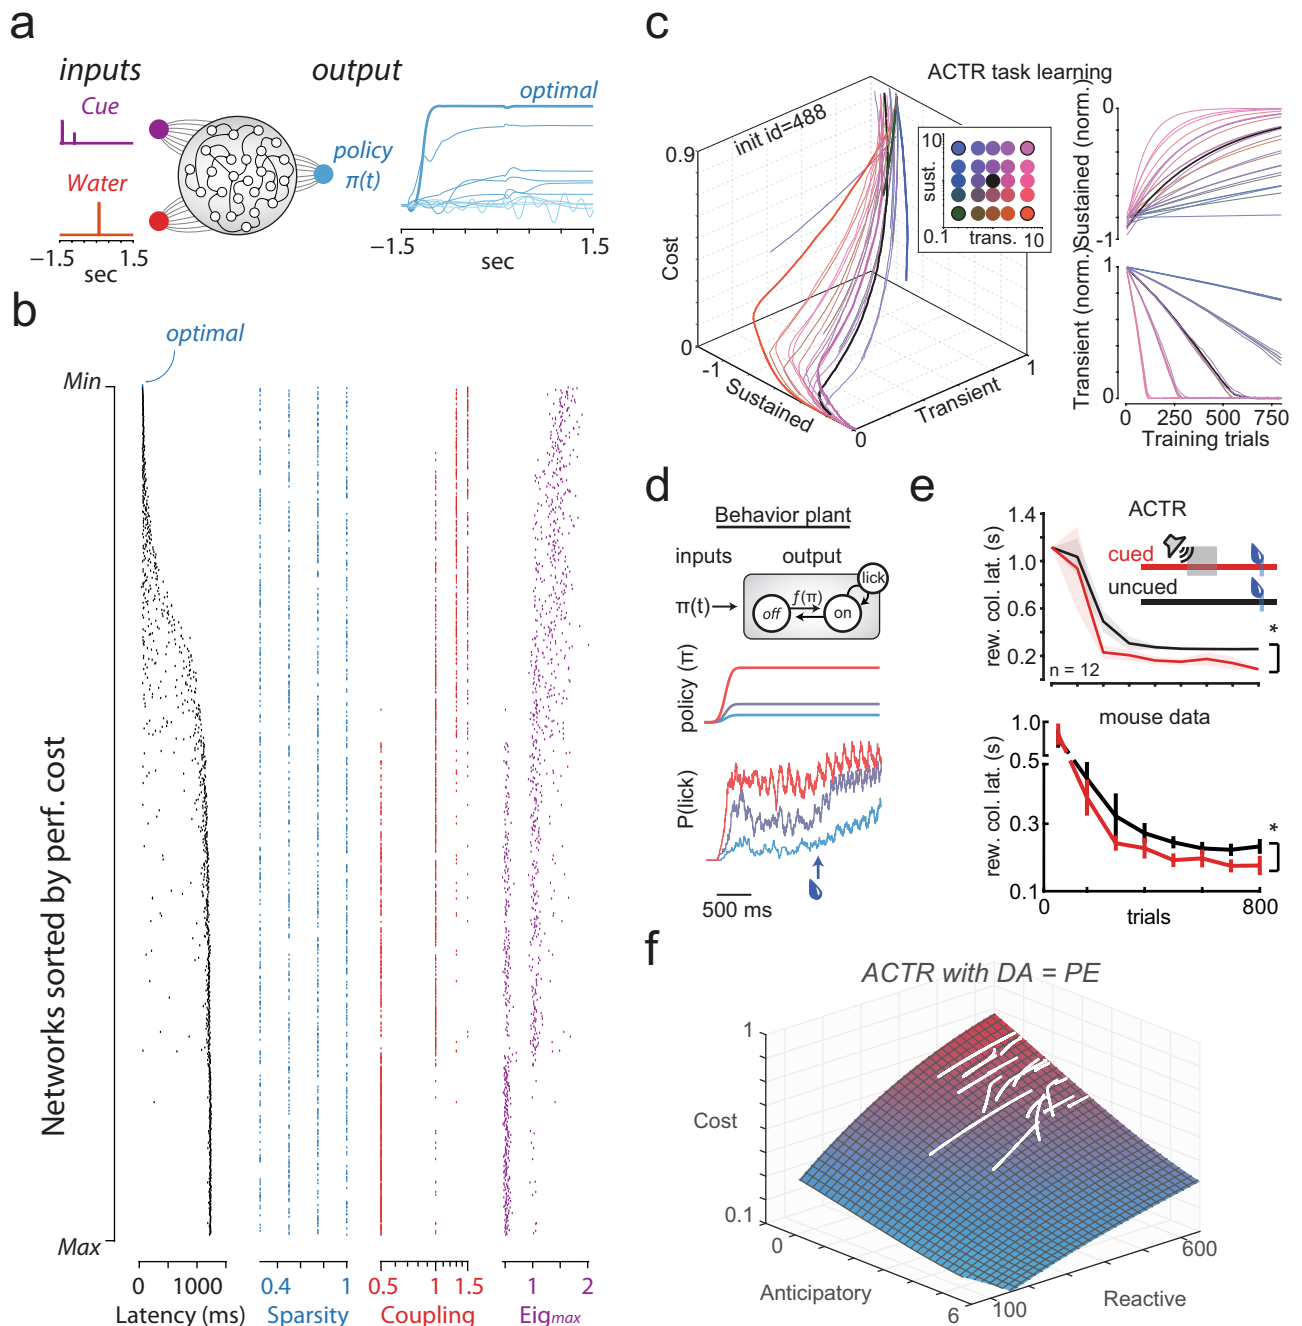 a
inputs
output
Cue
Water
−1.5
1.5
sec
policy
π(t)
optimal
−1.5
1.5
sec
b
optimal
Min
Networks sorted by perf. cost
Max
0
1000
Latency (ms)
0.4
1
Sparsity
0.5
1
1.5
Coupling
1
2
Eigmax
c
ACTR task learning
init id=488
0.9
Cost
0
-1
Sustained
0
Transient
1
10
sust.
0.1
trans.
10
0
Sustained (norm.)
-1
1
Transient (norm.)
0
0
250
500
750
Training trials
d
Behavior plant
inputs
output
π(t)
off
f(π)
on
lick
policy (π)
P(lick)
500 ms
e
ACTR
1.4
1.0
0.6
0.2
rew. col. lat. (s)
cued
uncued
n = 12
*
mouse data
1.0
0.5
0.3
0.1
rew. col. lat. (s)
*
0
trials
800
f
ACTR with DA = PE
1
Cost
0.1
0
Anticipatory
6
100
Reactive
600